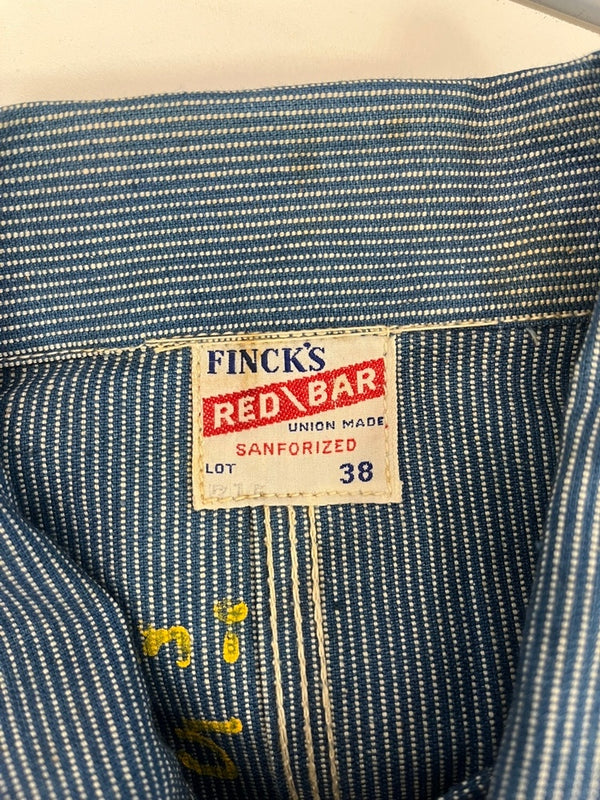 FINCK'S
RED\BAR
UNION MADE
SANFORIZED
LOT 38